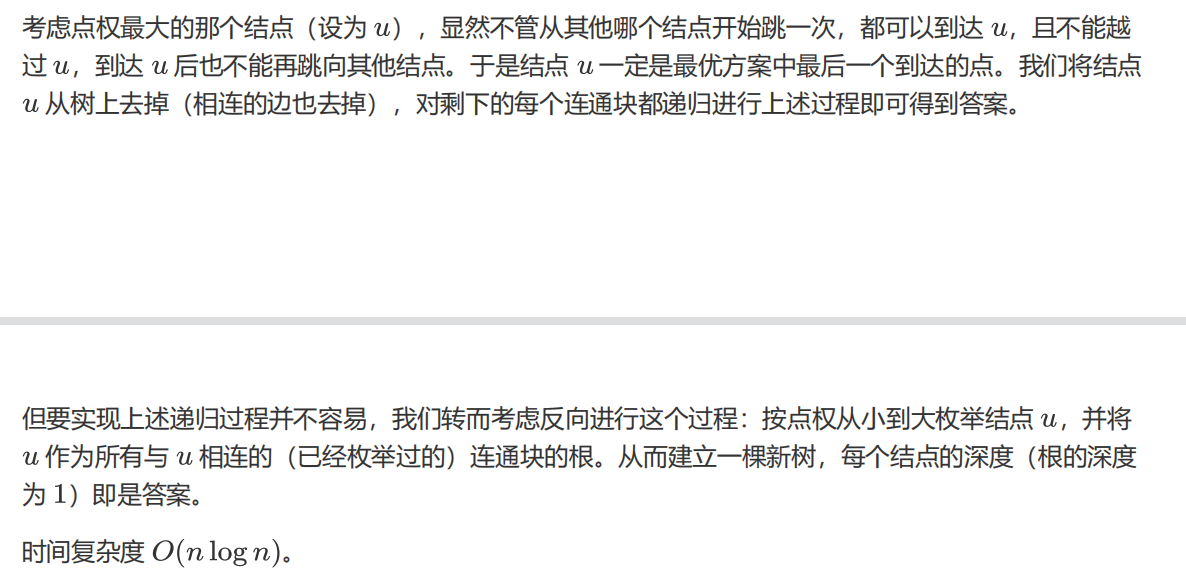 考虑点权最大的那个结点（设为 u），显然不管从其他哪个结点开始跳一次，都可以到达 u，且不能越
过 u，到达 u 后也不能再跳向其他结点。于是结点 u 一定是最优方案中最后一个到达的点。我们将结点
u 从树上去掉（相连的边也去掉），对剩下的每个连通块都递归进行上述过程即可得到答案。
但要实现上述递归过程并不容易，我们转而考虑反向进行这个过程：按点权从小到大枚举结点 u，并将
u 作为所有与 u 相连的（已经枚举过的）连通块的根。从而建立一棵新树，每个结点的深度（根的深度
为 1）即是答案。
时间复杂度 O(n log n)。